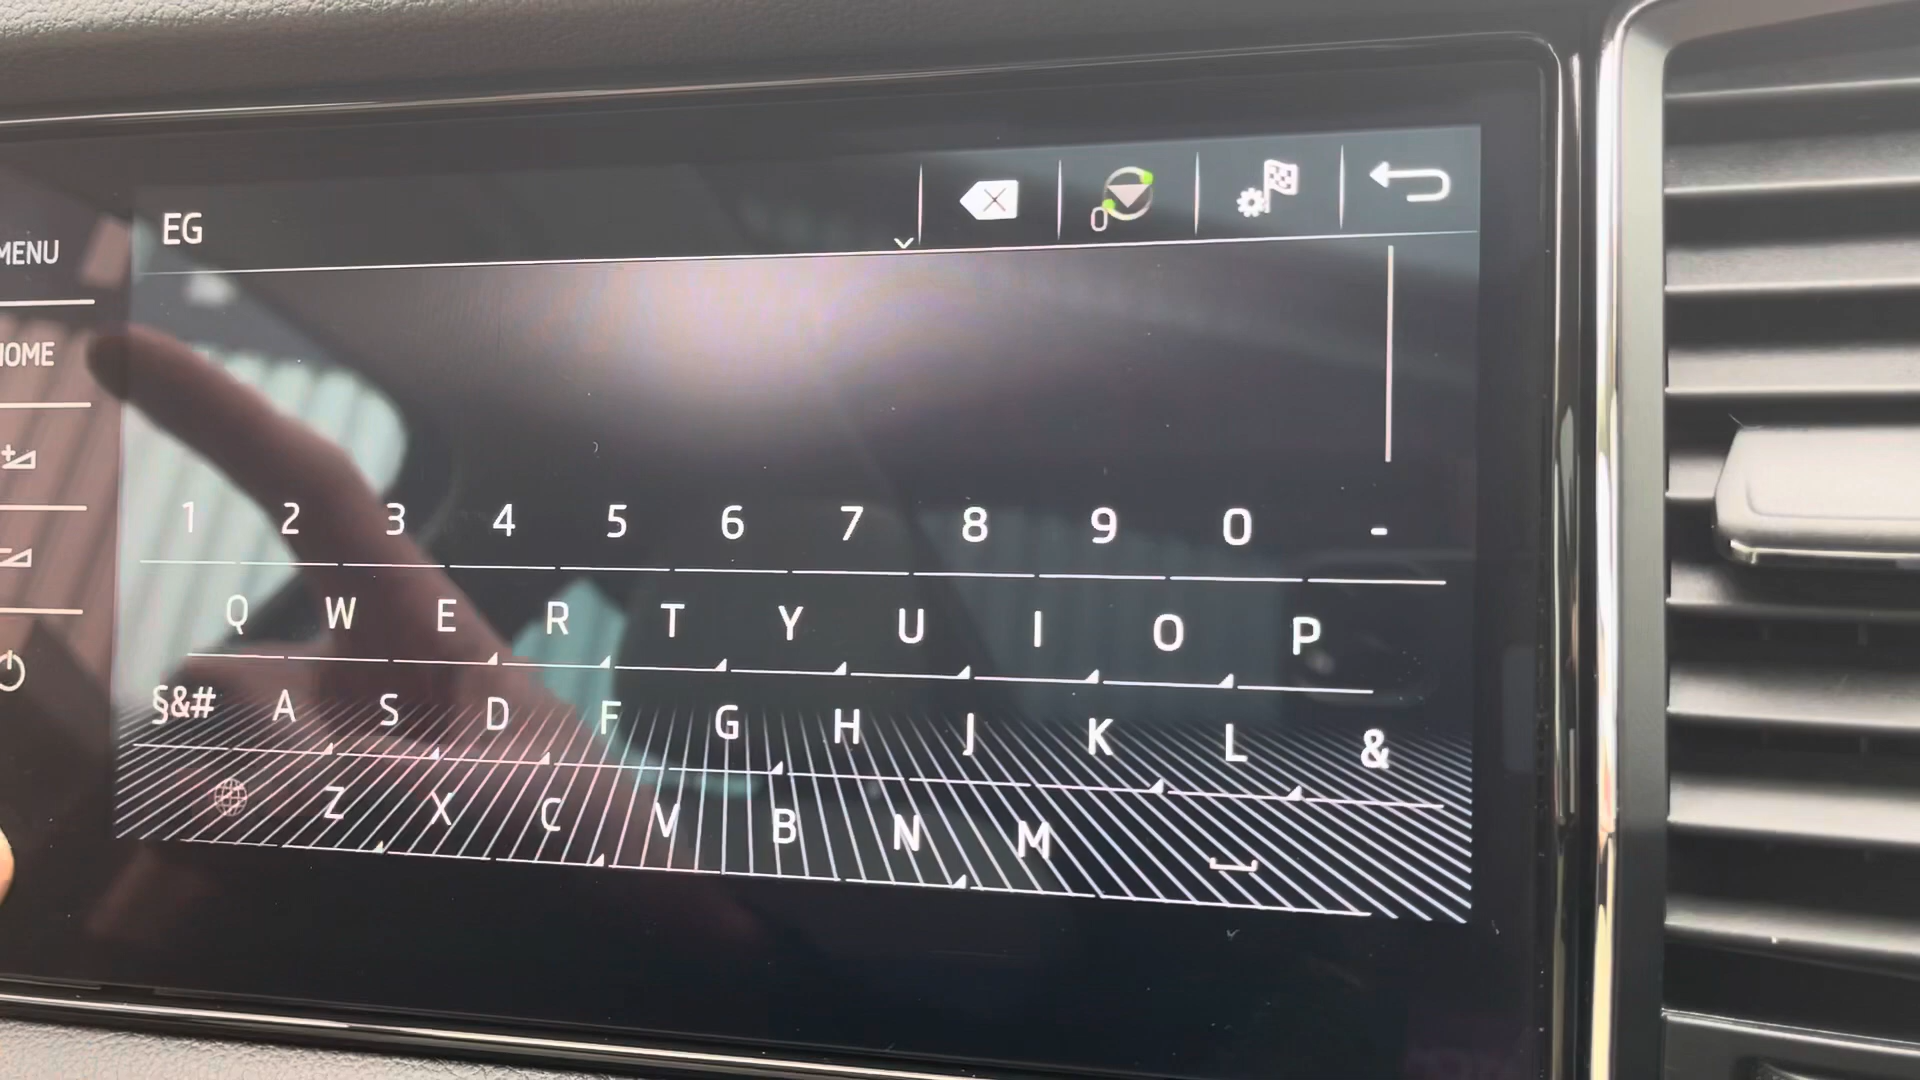 EG
MENU
HOME
1 2 3 4 5 6 7 8 9 0 -
Q W E R T Y U I O P
§&# A S D F G H J K L &
Z X C V B N M